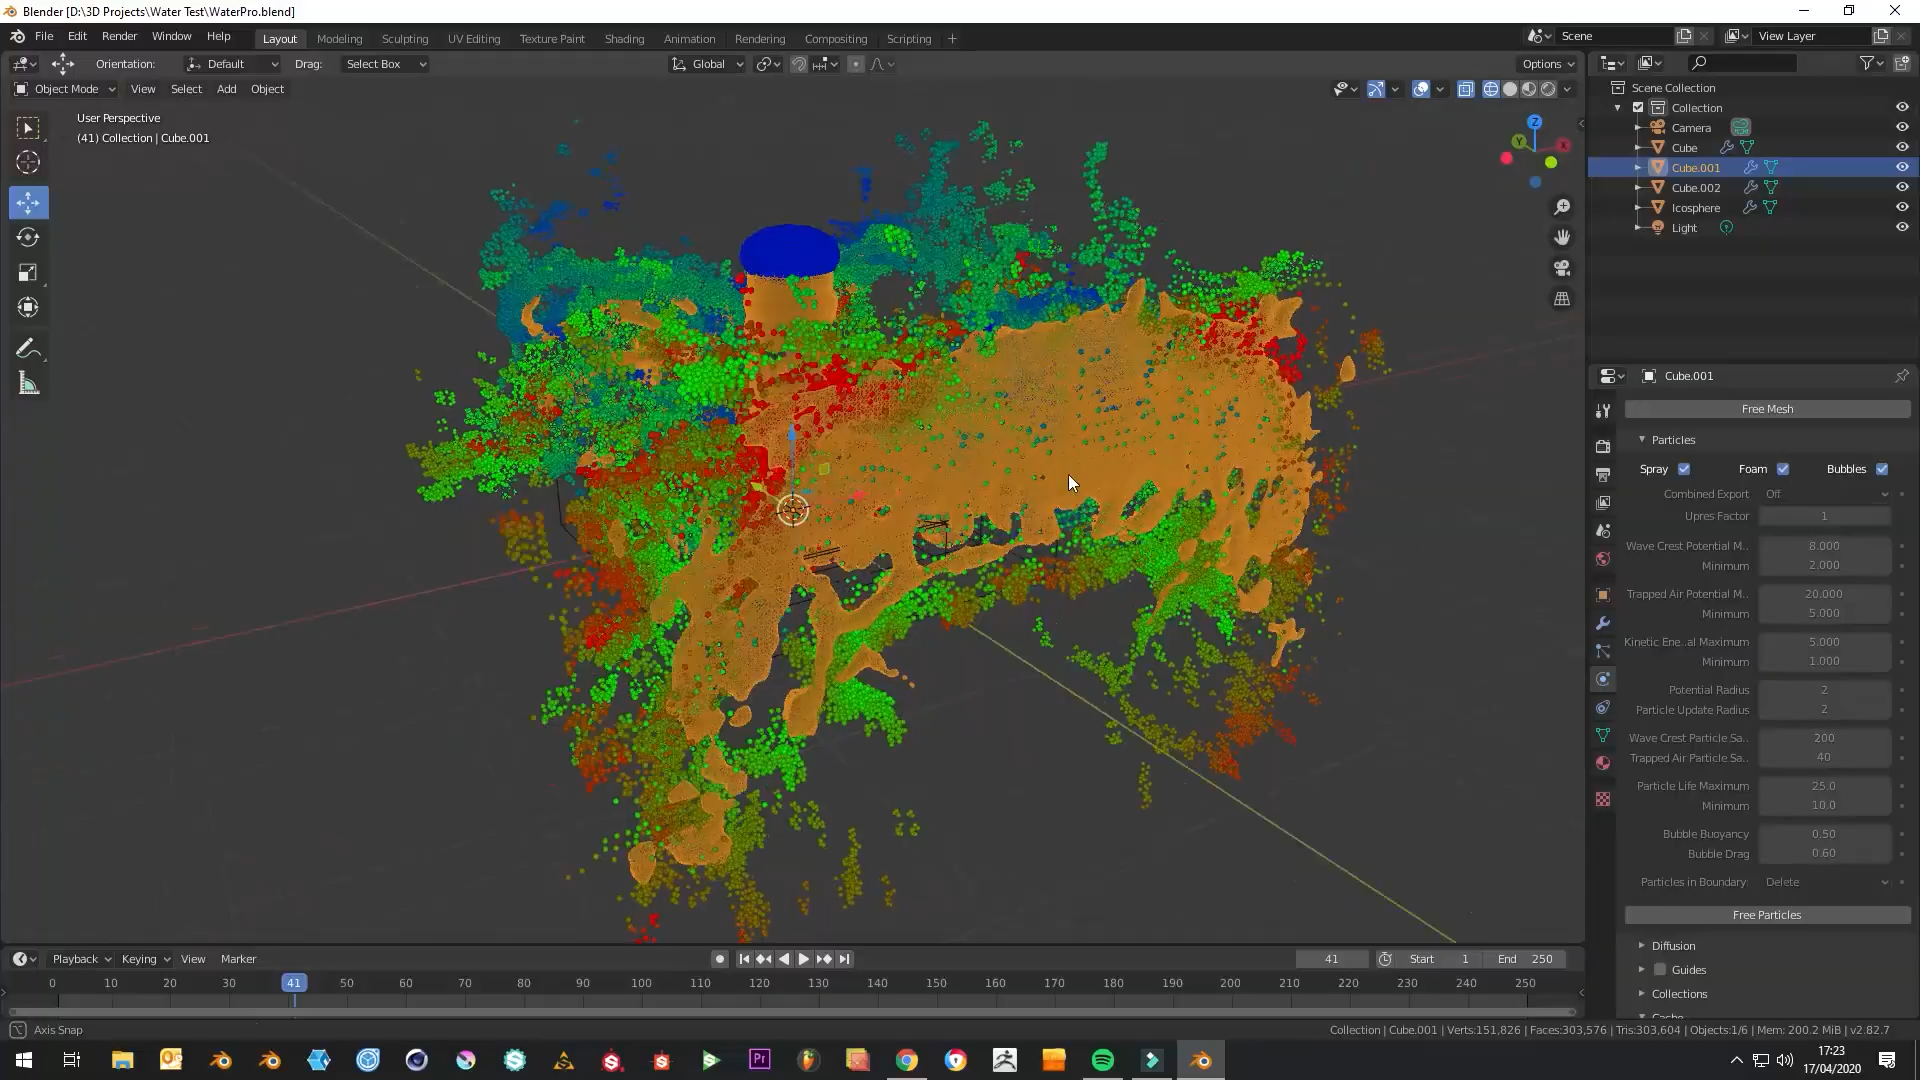 Blender [D:\3D Projects\Water Test\WaterPro.blend]
File Edit Render Window Help Layout Modeling Sculpting UV Editing Texture Paint Shading Animation Rendering Compositing Scripting + Scene View Layer
Orientation: Default Drag: Select Box Global Options
Object Mode View Select Add Object
User Perspective
(41) Collection | Cube.001
Z
Y
X
Scene Collection
Collection
Camera
Cube
Cube.001
Cube.002
Icosphere
Light
Cube.001
Free Mesh
Particles
Spray Foam Bubbles
Combined Export Off
Upres Factor 1
Wave Crest Potential M.. 8.000
Minimum 2.000
Trapped Air Potential M.. 20.000
Minimum 5.000
Kinetic Ene..al Maximum 5.000
Minimum 1.000
Potential Radius 2
Particle Update Radius 2
Wave Crest Particle Sa.. 200
Trapped Air Particle Sa.. 40
Particle Life Maximum 25.0
Minimum 10.0
Bubble Buoyancy 0.50
Bubble Drag 0.60
Particles in Boundary: Delete
Free Particles
Diffusion
Guides
Collections
Cache
Playback Keying View Marker 41 Start 1 End 250
0 10 20 30 41 50 60 70 80 90 100 110 120 130 140 150 160 170 180 190 200 210 220 230 240 250
Axis Snap
Collection | Cube.001 | Verts:151,826 | Faces:303,576 | Tris:303,604 | Objects:1/6 | Mem: 200.2 MiB | v2.82.7
Pr
17:23
17/04/2020